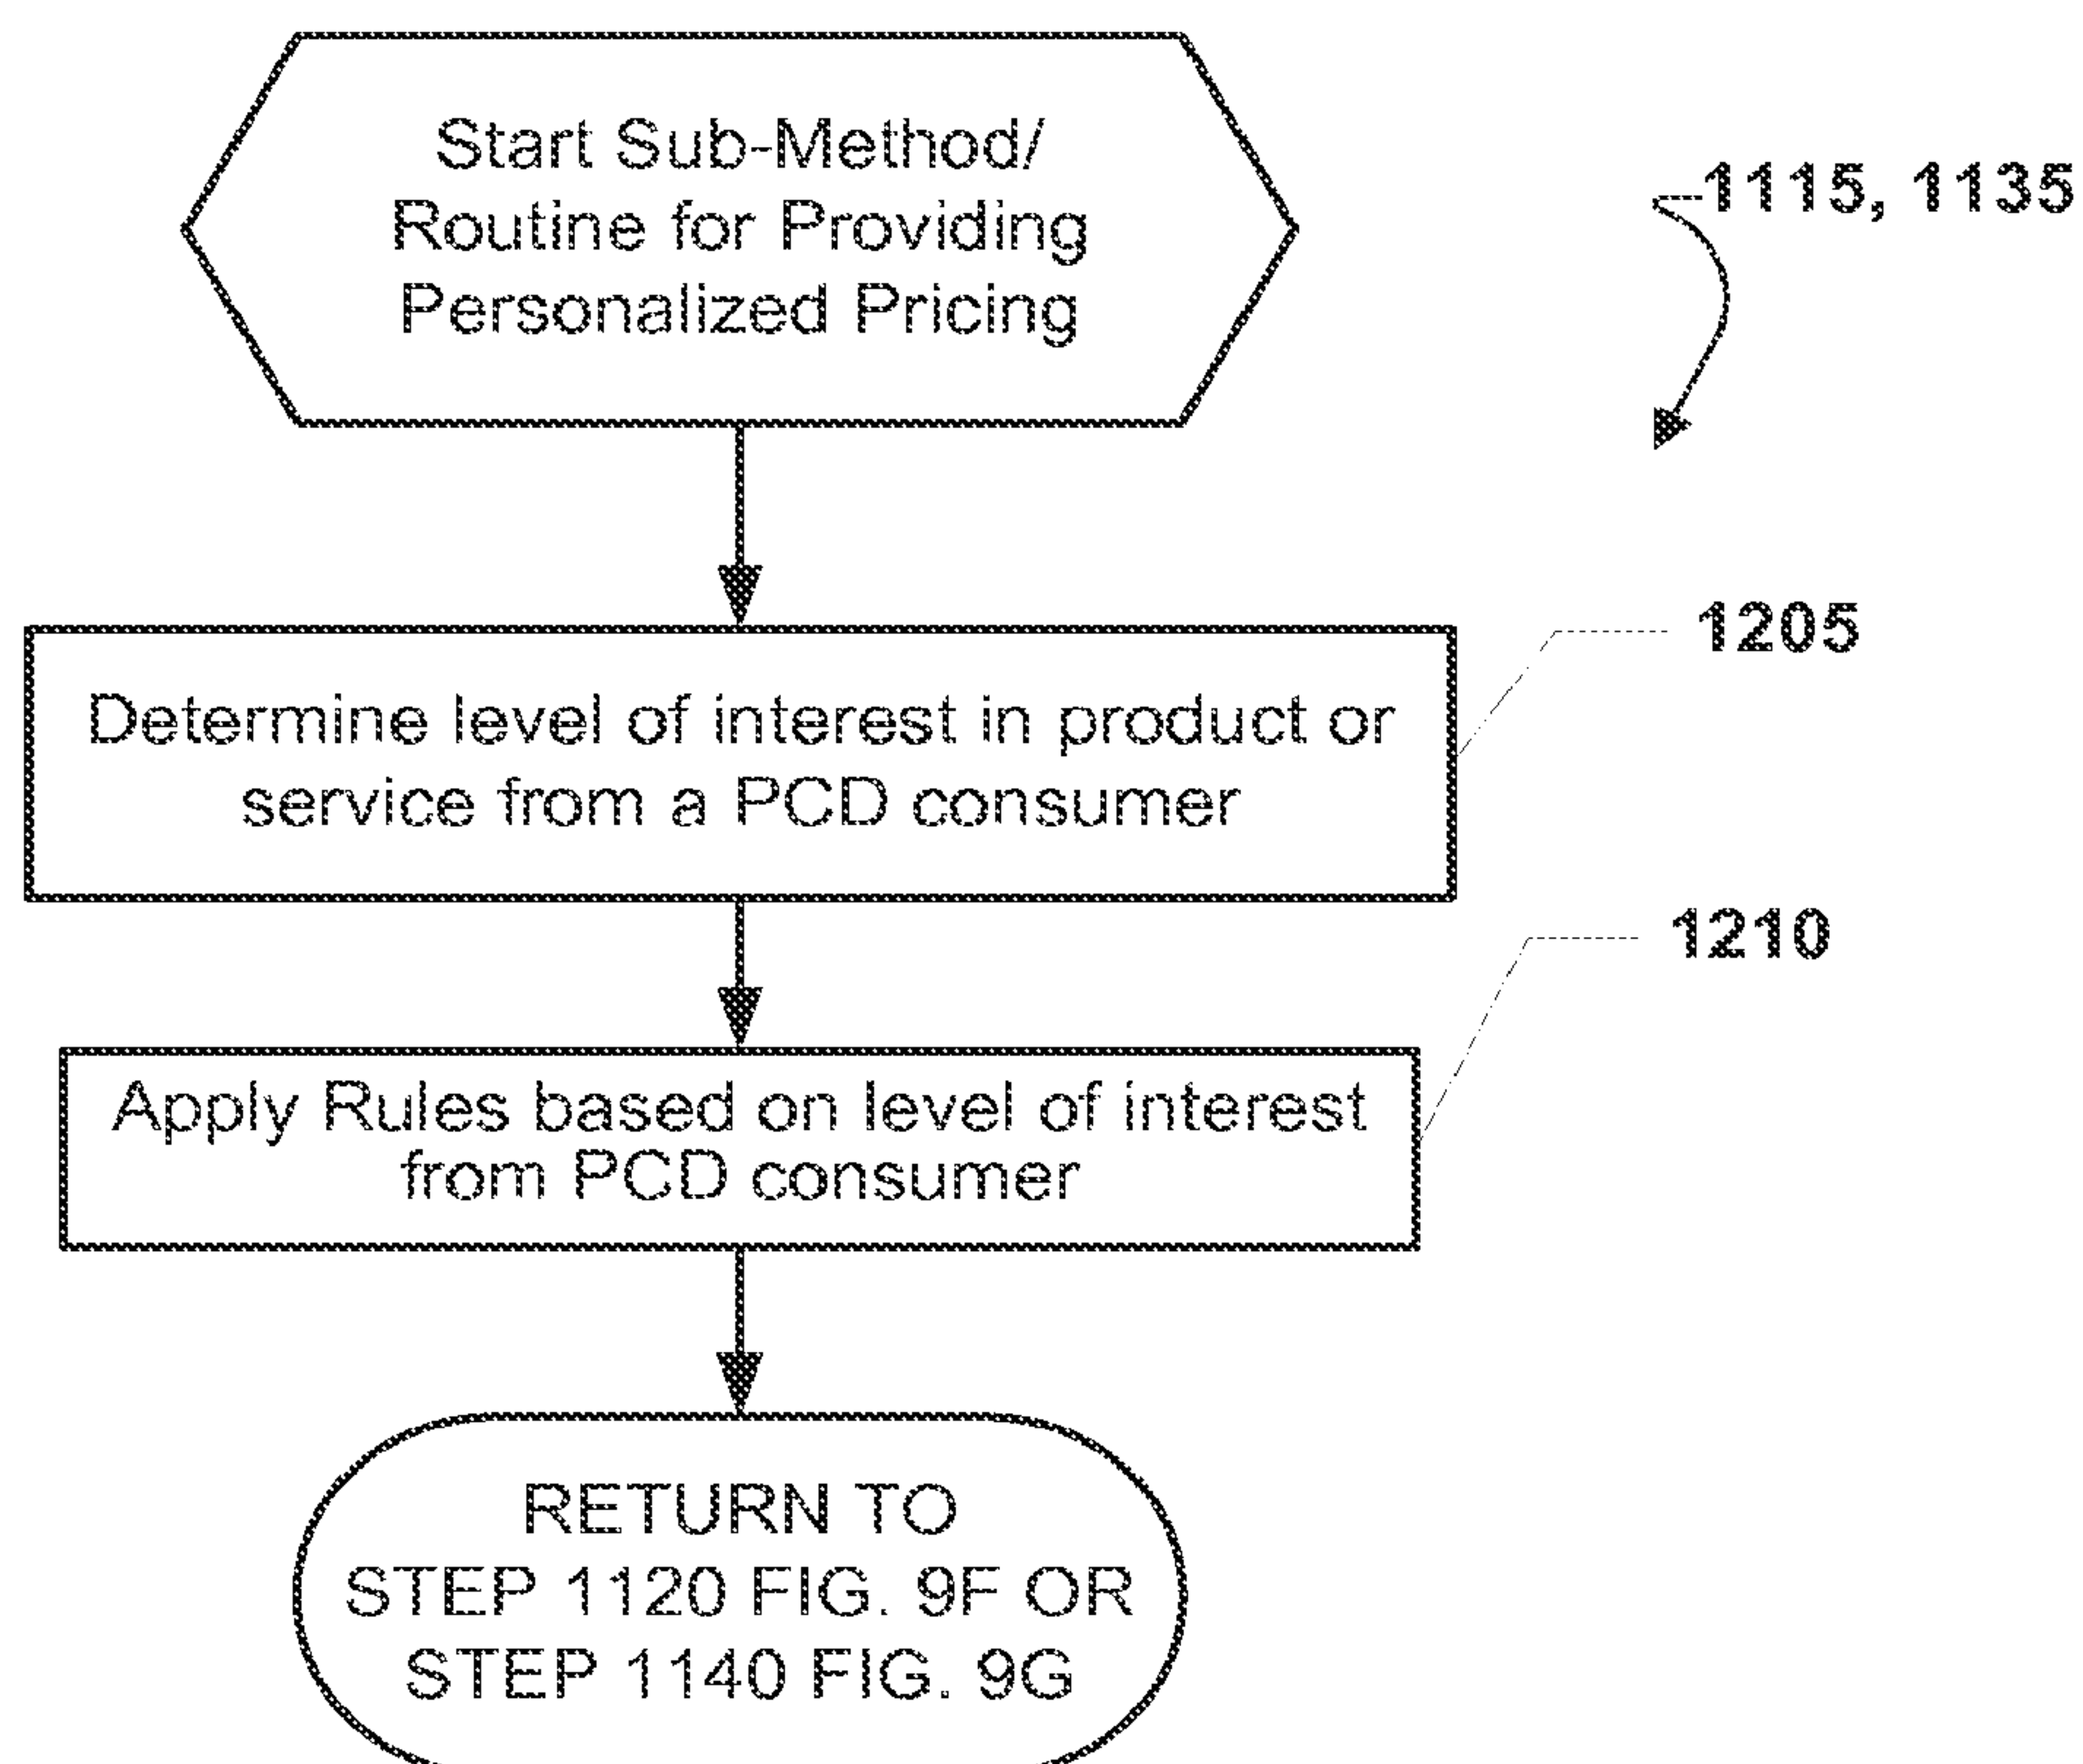 Start Sub-Method/
Routine for Providing
Personalized Pricing
1115, 1135
Determine level of interest in product or
service from a PCD consumer
1205
Apply Rules based on level of interest
from PCD consumer
1210
RETURN TO
STEP 1120 FIG. 9F OR
STEP 1140 FIG. 9G